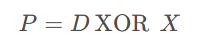 P = D XOR X